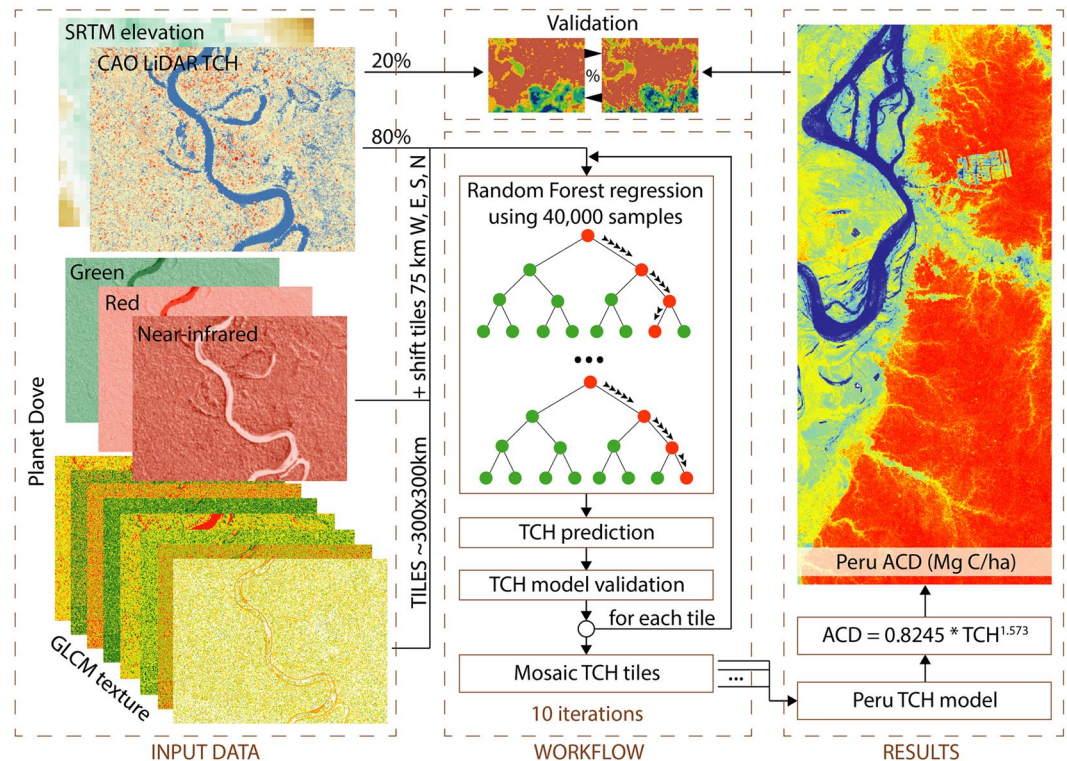 SRTM elevation
CAO LiDAR TCH
Green
Red
Near-infrared
Planet Dove
GLCM texture
INPUT DATA
20%
80%
+ shift tiles 75 km W, E, S, N
TILES ~300x300km
Validation
%
Random Forest regression
using 40,000 samples
...
TCH prediction
TCH model validation
for each tile
Mosaic TCH tiles
...
10 iterations
WORKFLOW
Peru ACD (Mg C/ha)
ACD = 0.8245 * TCH^1.573
Peru TCH model
RESULTS